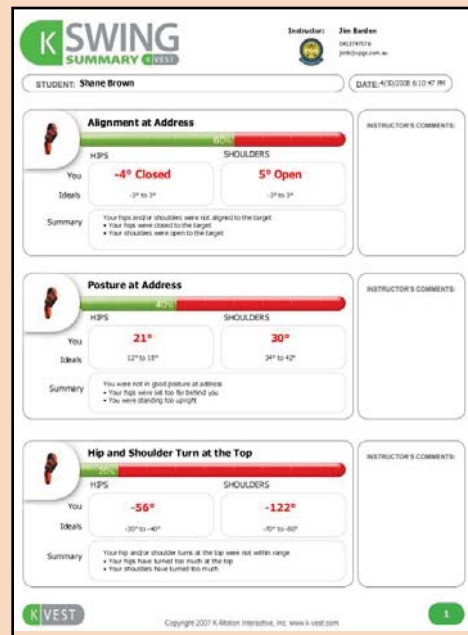 K SWING
SUMMARY K VEST
Instructor: Jim Barden
STUDENT: Shane Brown
DATE: 4/30/2008 6:10:47 PM
Alignment at Address
60%
HIPS SHOULDERS
You -4° Closed 5° Open
Ideals -3° to 3° -3° to 3°
Summary
Your hips and/or shoulders were not aligned to the target
• Your hips were closed to the target
• Your shoulders were open to the target
INSTRUCTOR'S COMMENTS:
Posture at Address
40%
HIPS SHOULDERS
You 21° 30°
Ideals 12° to 18° 34° to 42°
Summary
You were not in good posture at address
• Your hips were set too far behind you
• You were standing too upright
INSTRUCTOR'S COMMENTS:
Hip and Shoulder Turn at the Top
20%
HIPS SHOULDERS
You -56° -122°
Ideals -30° to -40° -70° to -80°
Summary
Your hip and/or shoulder turns at the top were not within range
• Your hips have turned too much at the top
• Your shoulders have turned too much
INSTRUCTOR'S COMMENTS:
K VEST
Copyright 2007 K-Motion Interactive, Inc. www.k-vest.com
1